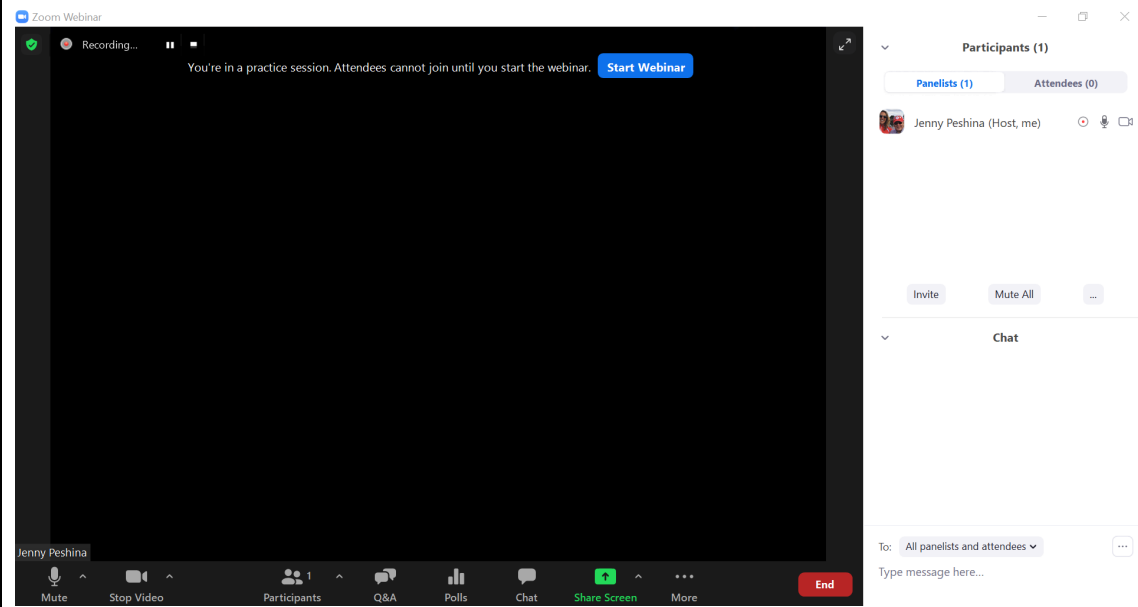 Zoom Webinar
Recording...
You're in a practice session. Attendees cannot join until you start the webinar. Start Webinar
Jenny Peshina
Mute Stop Video Participants 1 Q&A Polls Chat Share Screen More End
Participants (1)
Panelists (1) Attendees (0)
Jenny Peshina (Host, me)
Invite Mute All ...
Chat
To: All panelists and attendees
Type message here...